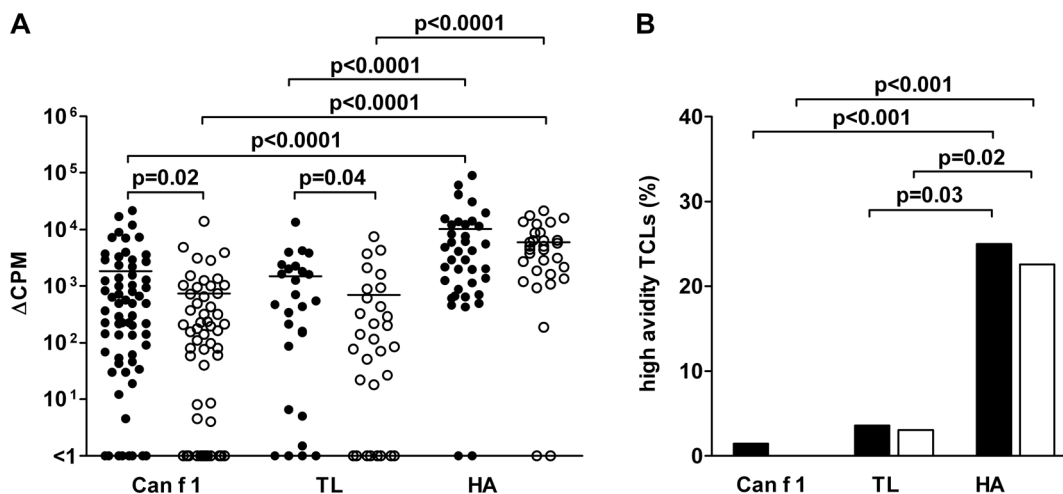 A
p<0.0001
p<0.0001
p<0.0001
p<0.0001
p=0.02
p=0.04
10^6
10^5
10^4
10^3
10^2
10^1
<1
ΔCPM
Can f 1
TL
HA
B
p<0.001
p<0.001
p=0.02
p=0.03
40
30
20
10
0
high avidity TCLs (%)
Can f 1
TL
HA